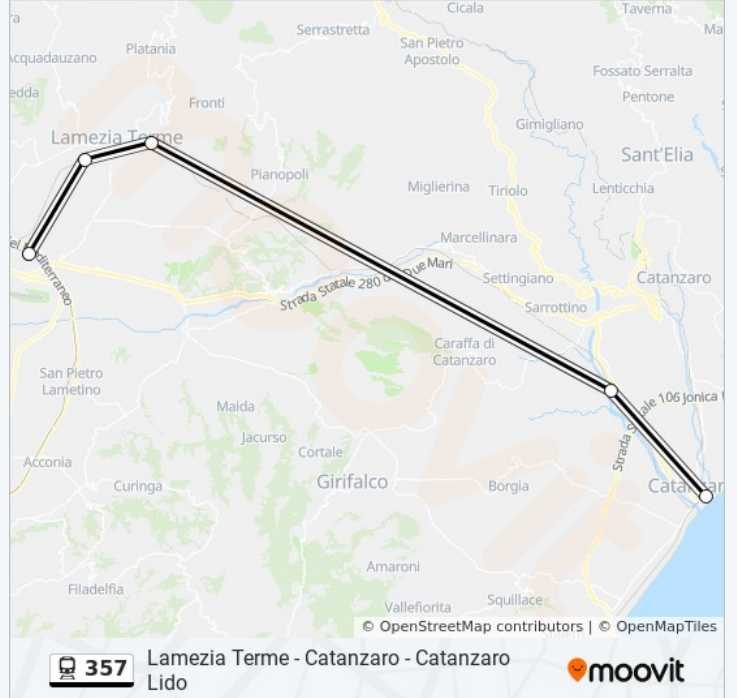 Cicala
Taverna
Serrastretta
Platania
San Pietro
Apostolo
cquadauzano
Fossato Serralta
edda
Pentone
Fronti
Gimigliano
Lamezia Terme
Sant'Elia
Pianopoli
Miglierina
Tiriolo
Lenticchia
Marcellinara
Settingiano
Catanzaro
Strada Statale 280 dei Due Mari
Sarrottino
Caraffa di
Catanzaro
San Pietro
Lametino
106 Jonica
Maida
Jacurso
Cortale
Acconia
Curinga
Girifalco
Borgia
Catanzar
Amaroni
Filadelfia
Squillace
Vallefiorita
© OpenStreetMap contributors | © OpenMapTiles
357
Lamezia Terme - Catanzaro - Catanzaro
Lido
moovit